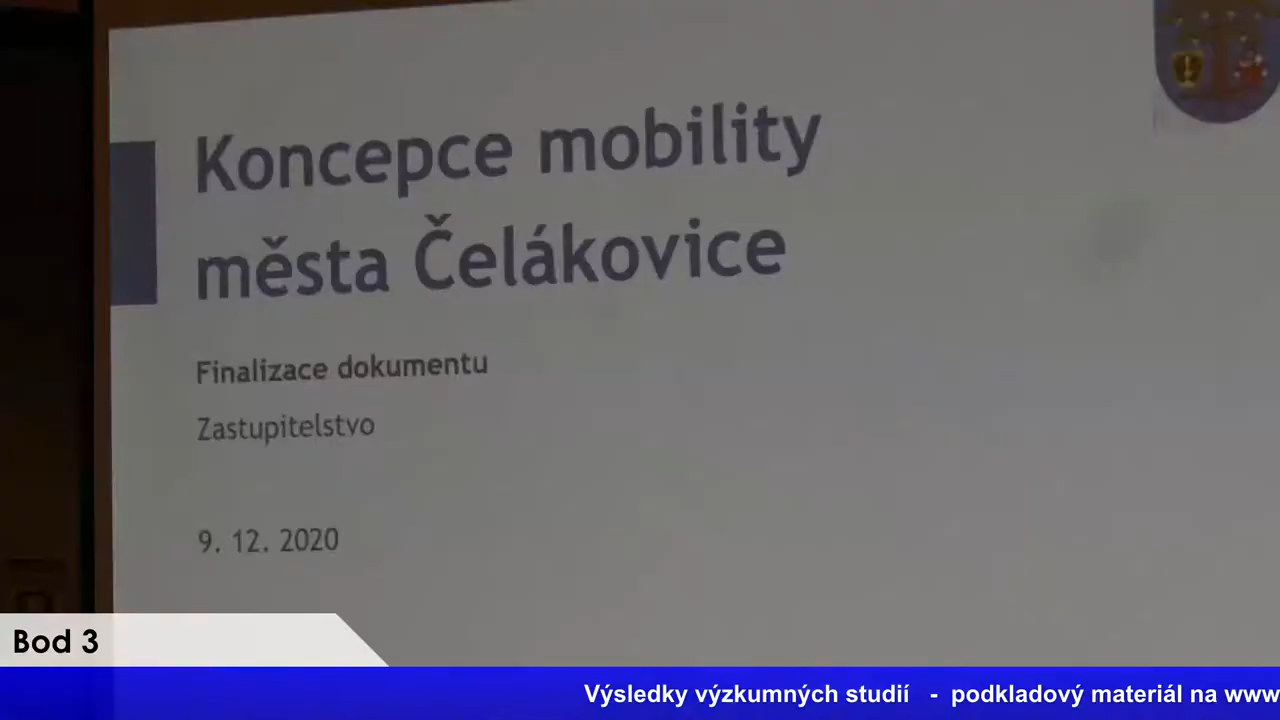 Koncepce mobility
města Čelákovice
Finalizace dokumentu
Zastupitelstvo
9. 12. 2020
Bod 3
Výsledky výzkumných studií - podkladový materiál na www